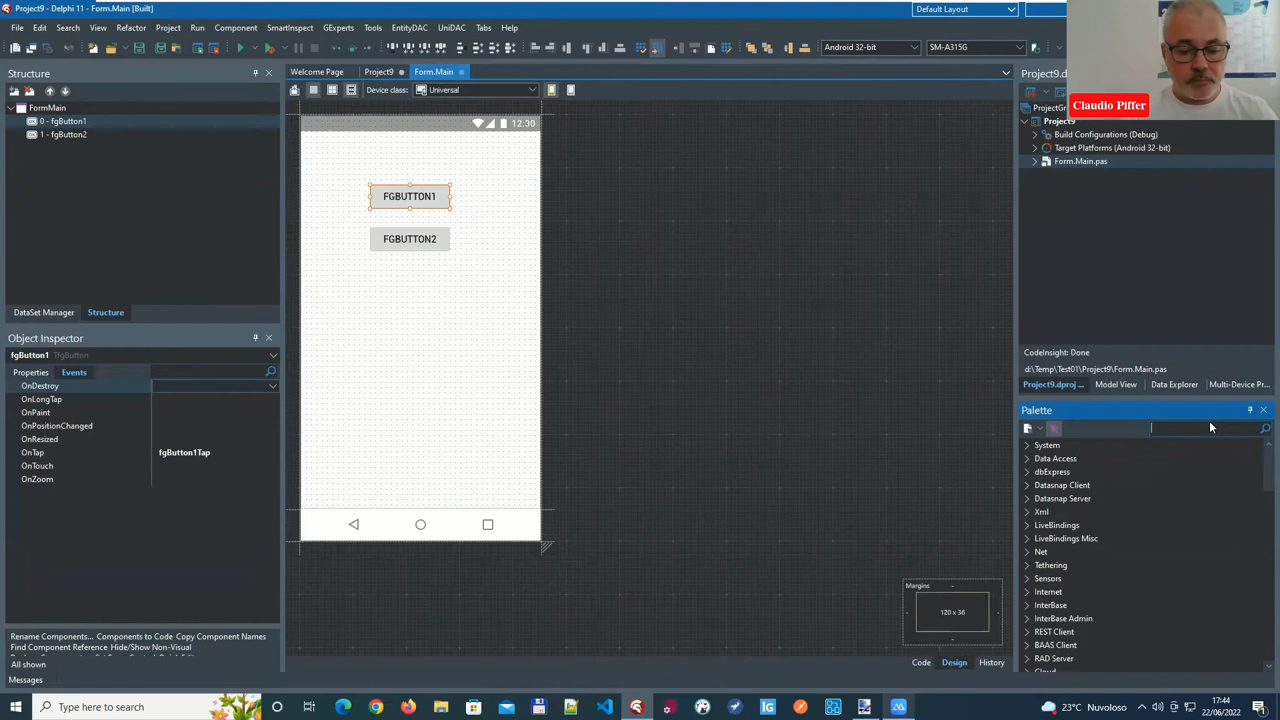 Project9 - Delphi 11 - Form.Main [Built]
Default Layout
File Edit Search View Refactor Project Run Component SmartInspect Tools EntityDAC UniDAC Tabs Help
Android 32-bit
SM-A315G
Structure
Welcome Page
Project9
Form.Main
Device class:
Universal
FormMain
0 - fgButton1
1 - fgButton2
12:30
FGBUTTON1
FGBUTTON2
Claudio Piffer
Project9.d
ProjectG
Project9
Build Configurations (Debug)
Target Platforms (Android 32-bit)
Form.Main.pas
DataSet Manager
Structure
Object Inspector
fgButton1 TfgButton
Properties
Events
OnDestroy
OnLongTap
OnPaint
OnPositionChanged
OnResized
OnTap fgButton1Tap
OnTouch
OnZoom
CodeInsight: Done
d:\Temp\Test01\Project9\Form.Main.pas
Project9.dproj ...
Model View
Data Explorer
Multi-Device Pr...
Palette
System
Data Access
dbExpress
Datasnap Client
Datasnap Server
Xml
LiveBindings
LiveBindings Misc
Net
Tethering
Sensors
Internet
InterBase
InterBase Admin
REST Client
BAAS Client
RAD Server
Cloud
Margins
120 x 36
Rename Components... Components to Code Copy Component Names
Find Component Reference Hide/Show Non-Visual
All shown
Code
Design
History
Messages
Type here to search
23°C Nuvoloso
17:44
22/06/2022